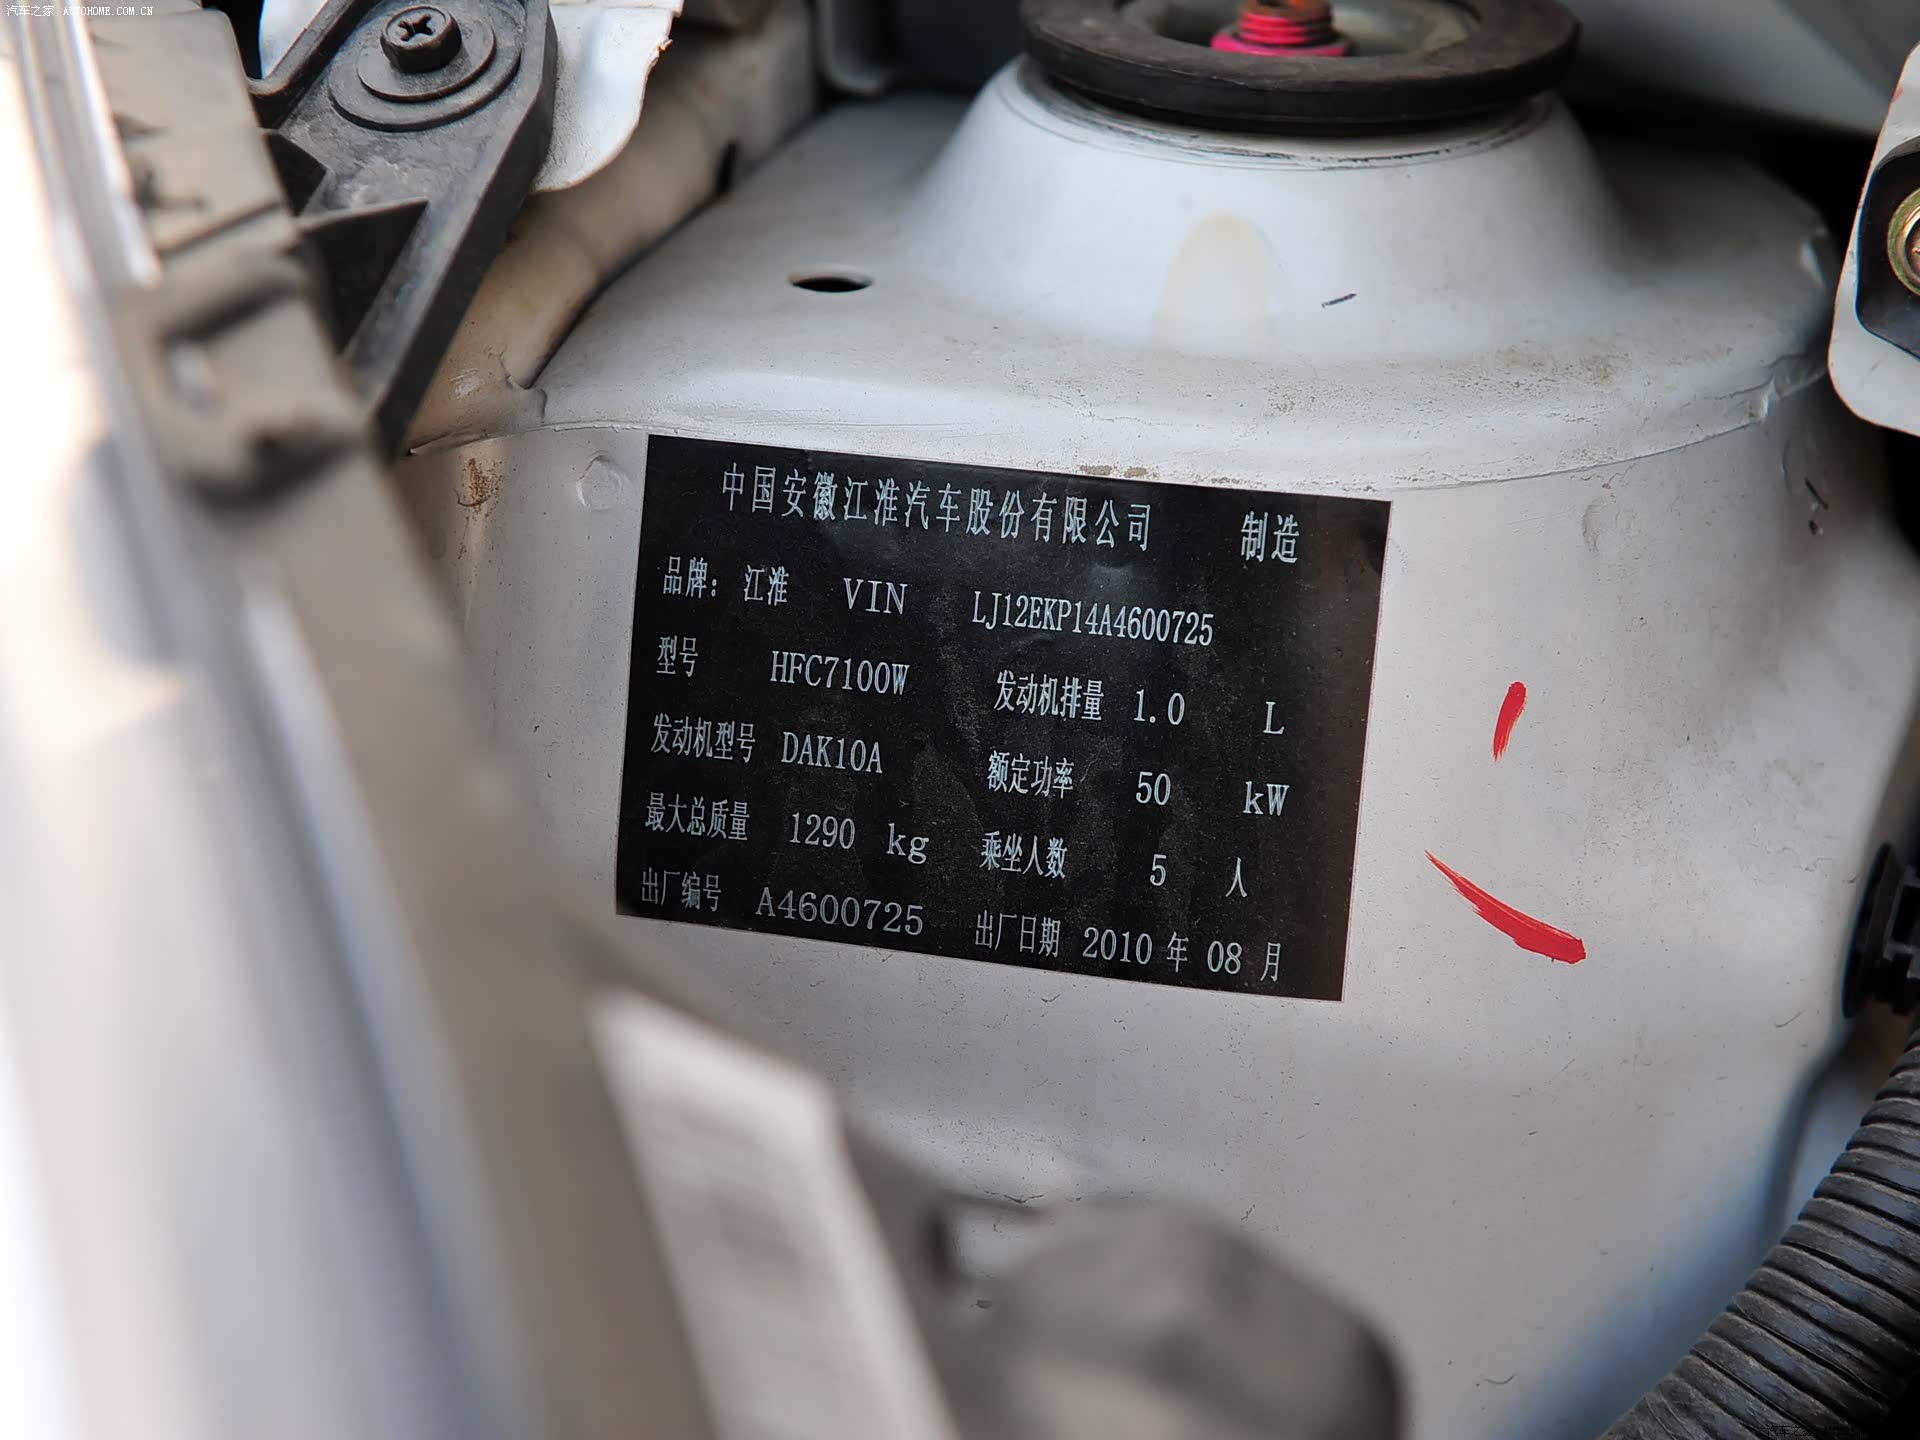 汽车之家 AUTOHOME.COM.CN
中国安徽江淮汽车股份有限公司 制造
品牌: 江淮 VIN LJ12EKP14A4600725
型号 HFC7100W 发动机排量 1.0 L
发动机型号 DAK10A 额定功率 50 kW
最大总质量 1290 kg 乘坐人数 5 人
出厂编号 A4600725 出厂日期 2010 年 08 月